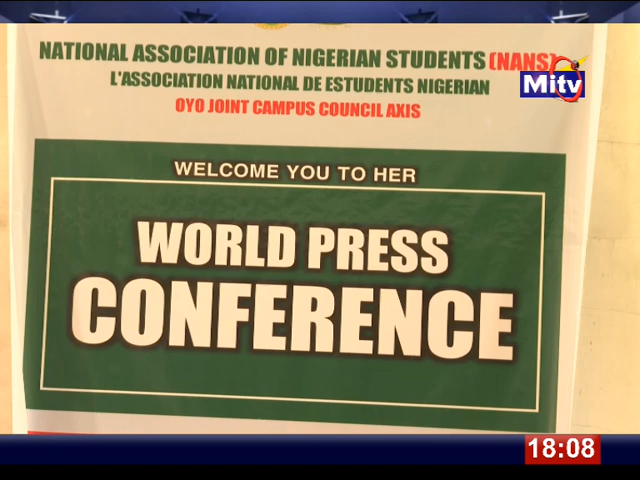 NATIONAL ASSOCIATION OF NIGERIAN STUDENTS (NANS)
Mitv
L'ASSOCIATION NATIONAL DE ESTUDENTS NIGERIAN
OYO JOINT CAMPUS COUNCIL AXIS
WELCOME YOU TO HER
WORLD PRESS
CONFERENCE
18:08